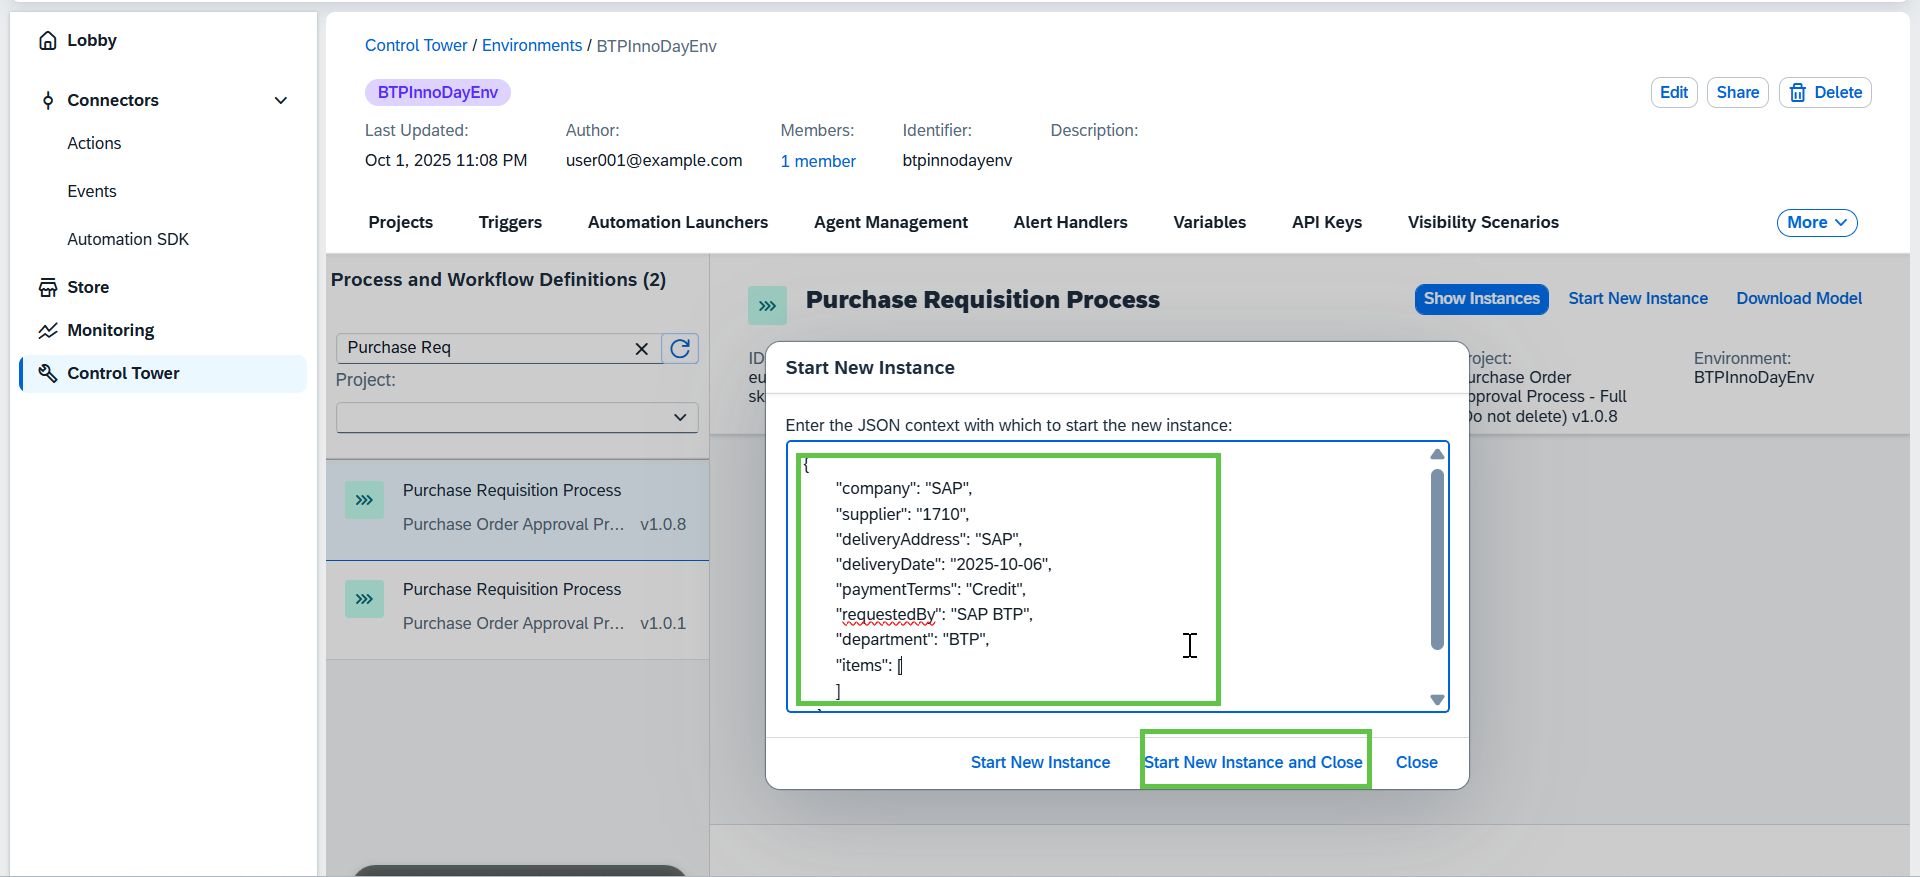 Lobby
Connectors
Actions
Events
Automation SDK
Store
Monitoring
Control Tower
Control Tower / Environments / BTPInnoDayEnv
BTPInnoDayEnv
Edit Share Delete
Last Updated: Author: Members: Identifier: Description:
Oct 1, 2025 11:08 PM user001@example.com 1 member btpinnodayenv
Projects Triggers Automation Launchers Agent Management Alert Handlers Variables API Keys Visibility Scenarios More
Process and Workflow Definitions (2)
Purchase Req
Project:
Purchase Requisition Process
Purchase Order Approval Pr... v1.0.8
Purchase Requisition Process
Purchase Order Approval Pr... v1.0.1
Purchase Requisition Process
Show Instances Start New Instance Download Model
ID
eu
sk
roject:
urchase Order
pproval Process - Full
o not delete) v1.0.8
Environment:
BTPInnoDayEnv
Start New Instance
Enter the JSON context with which to start the new instance:
{
"company": "SAP",
"supplier": "1710",
"deliveryAddress": "SAP",
"deliveryDate": "2025-10-06",
"paymentTerms": "Credit",
"requestedBy": "SAP BTP",
"department": "BTP",
"items": [
]
Start New Instance Start New Instance and Close Close